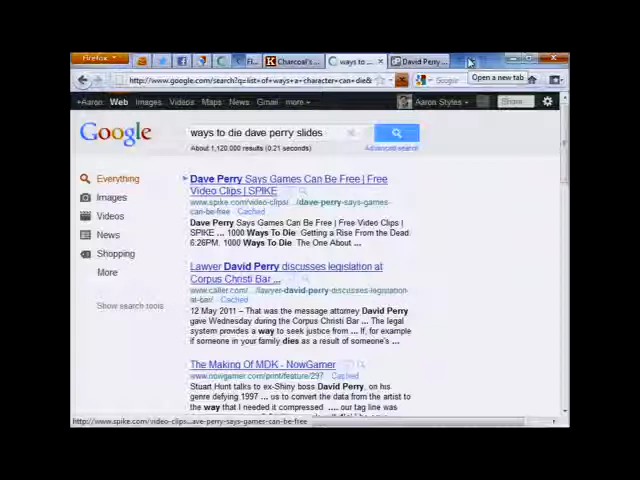 Firefox
Charcoal's...
ways to ...
David Perry ...
http://www.google.com/search?q=list+of+ways+a+character+can+die&
Google
Open a new tab
+Aaron Web Images Videos Maps News Gmail more
Aaron Styles
Share
Google
ways to die dave perry slides
About 1,120,000 results (0.21 seconds)
Advanced search
Everything
Images
Videos
News
Shopping
More
Show search tools
Dave Perry Says Games Can Be Free | Free
Video Clips | SPIKE
www.spike.com/video-clips/.../dave-perry-says-games-
can-be-free - Cached
Dave Perry Says Games Can Be Free | Free Video Clips |
SPIKE ... 1000 Ways To Die Getting a Rise From the Dead.
6:26PM. 1000 Ways To Die The One About ...
Lawyer David Perry discusses legislation at
Corpus Christi Bar ...
www.caller.com/.../lawyer-david-perry-discusses-legislation-
at-bar/ - Cached
12 May 2011 – That was the message attorney David Perry
gave Wednesday during the Corpus Christi Bar ... The legal
system provides a way to seek justice from ... If, for example
if someone in your family dies as a result of someone's ...
The Making Of MDK - NowGamer
www.nowgamer.com/print/feature/297 - Cached
Stuart Hunt talks to ex-Shiny boss David Perry, on his
genre defying 1997 ... us to convert the data from the artist to
the way that I needed it compressed .... our tag line was
http://www.spike.com/video-clips...ave-perry-says-games-can-be-free